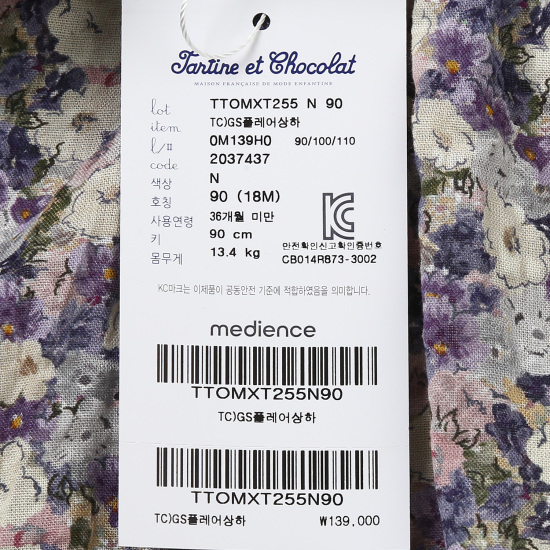 Tartine et Chocolat
MAISON FRANÇAISE DE MODE ENFANTINE
lot TTOMXT255 N 90
item TC)GS플레어상하
l/# 0M139H0 90/100/110
code 2037437
색상 N
호칭 90 (18M)
사용연령 36개월 미만
키 90 cm
몸무게 13.4 kg
안전확인신고확인증번호
CB014R873-3002
KC마크는 이제품이 공동안전 기준에 적합하였음을 의미합니다.
medience
TTOMXT255N90
TC)GS플레어상하
TTOMXT255N90
TC)GS플레어상하 ₩139,000